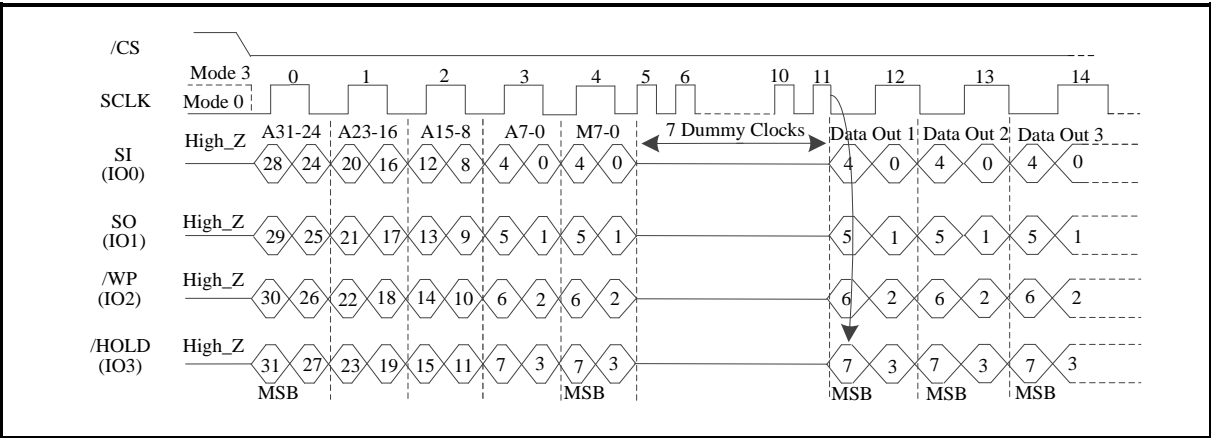 /CS
Mode 3 0 1 2 3 4 5 6 10 11 12 13 14
SCLK Mode 0
A31-24 A23-16 A15-8 A7-0 M7-0 7 Dummy Clocks Data Out 1 Data Out 2 Data Out 3
SI High_Z
(IO0) 28 24 20 16 12 8 4 0 4 0 4 0 4 0 4 0
SO High_Z
(IO1) 29 25 21 17 13 9 5 1 5 1 5 1 5 1 5 1
/WP High_Z
(IO2) 30 26 22 18 14 10 6 2 6 2 6 2 6 2 6 2
/HOLD High_Z
(IO3) 31 27 23 19 15 11 7 3 7 3 7 3 7 3 7 3
MSB MSB MSB MSB MSB